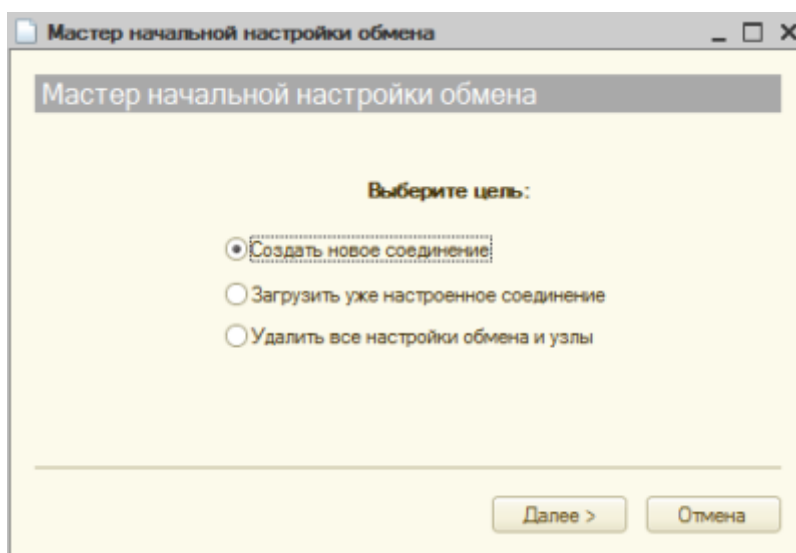 Мастер начальной настройки обмена
Мастер начальной настройки обмена
Выберите цель:
Создать новое соединение
Загрузить уже настроенное соединение
Удалить все настройки обмена и узлы
Далее >
Отмена